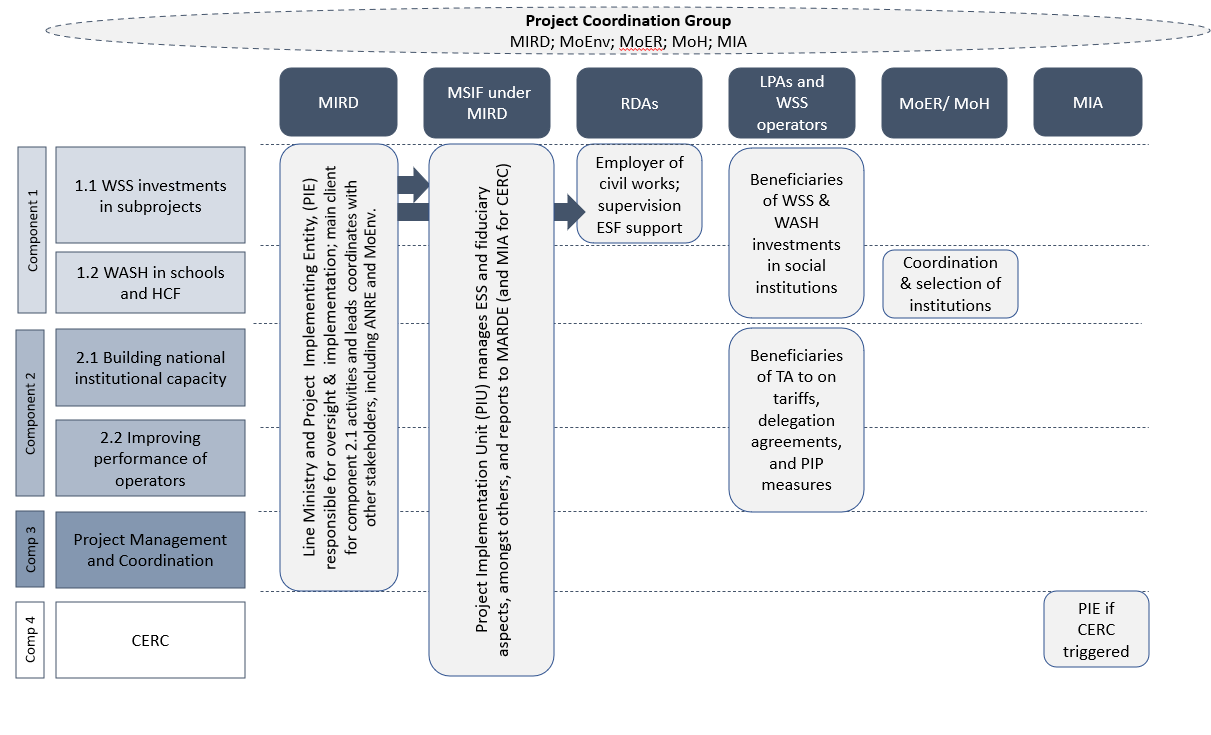 Project Coordination Group
MIRD; MoEnv; MoER; MoH; MIA
MIRD
MSIF under
MIRD
RDAs
LPAs and
WSS
operators
MoER/ MoH
MIA
Component 1
1.1 WSS investments
in subprojects
1.2 WASH in schools
and HCF
Component 2
2.1 Building national
institutional capacity
2.2 Improving
performance of
operators
Comp 3
Project Management
and Coordination
Comp 4
CERC
Line Ministry and Project Implementing Entity, (PIE)
responsible for oversight & implementation; main client
for component 2.1 activities and leads coordinates with
other stakeholders, including ANRE and MoEnv.
Project Implementation Unit (PIU) manages ESS and fiduciary
aspects, amongst others, and reports to MARDE (and MIA for CERC)
Employer of
civil works;
supervision
ESF support
Beneficiaries
of WSS &
WASH
investments
in social
institutions
Coordination
& selection of
institutions
Beneficiaries
of TA to on
tariffs,
delegation
agreements,
and PIP
measures
PIE if
CERC
triggered